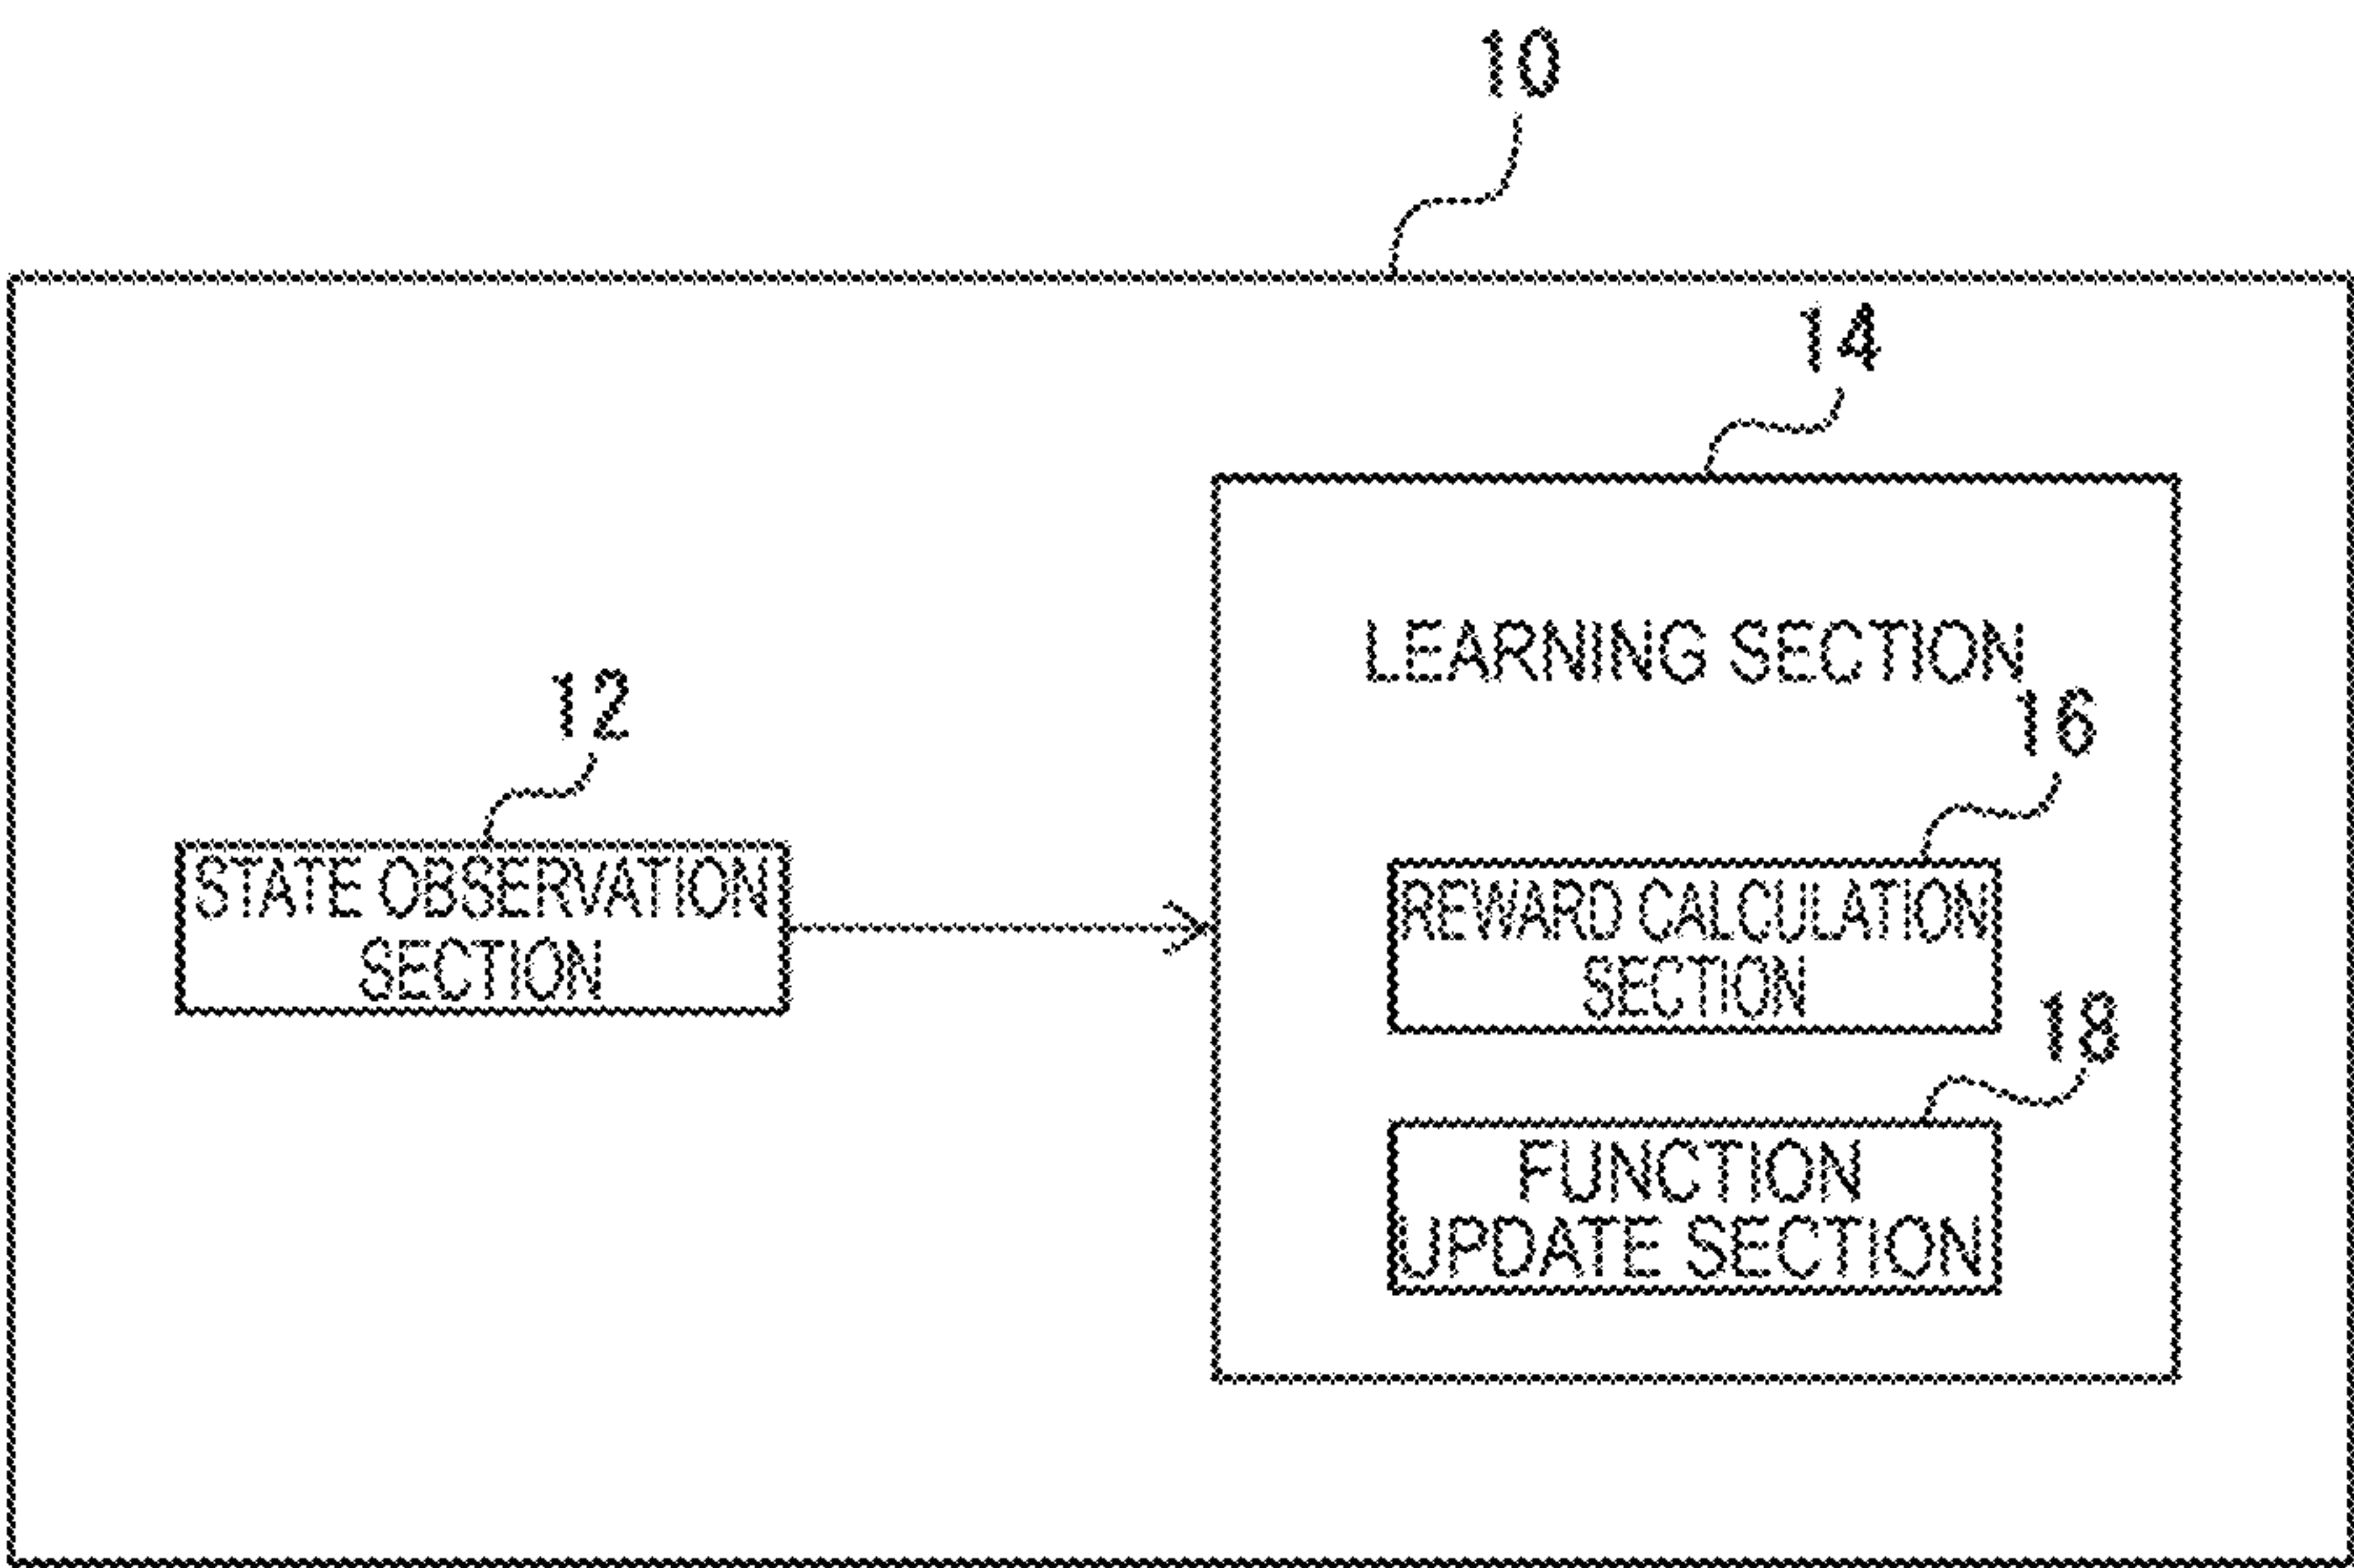 10
14
LEARNING SECTION
12
16
STATE OBSERVATION
SECTION
REWARD CALCULATION
SECTION
18
FUNCTION
UPDATE SECTION